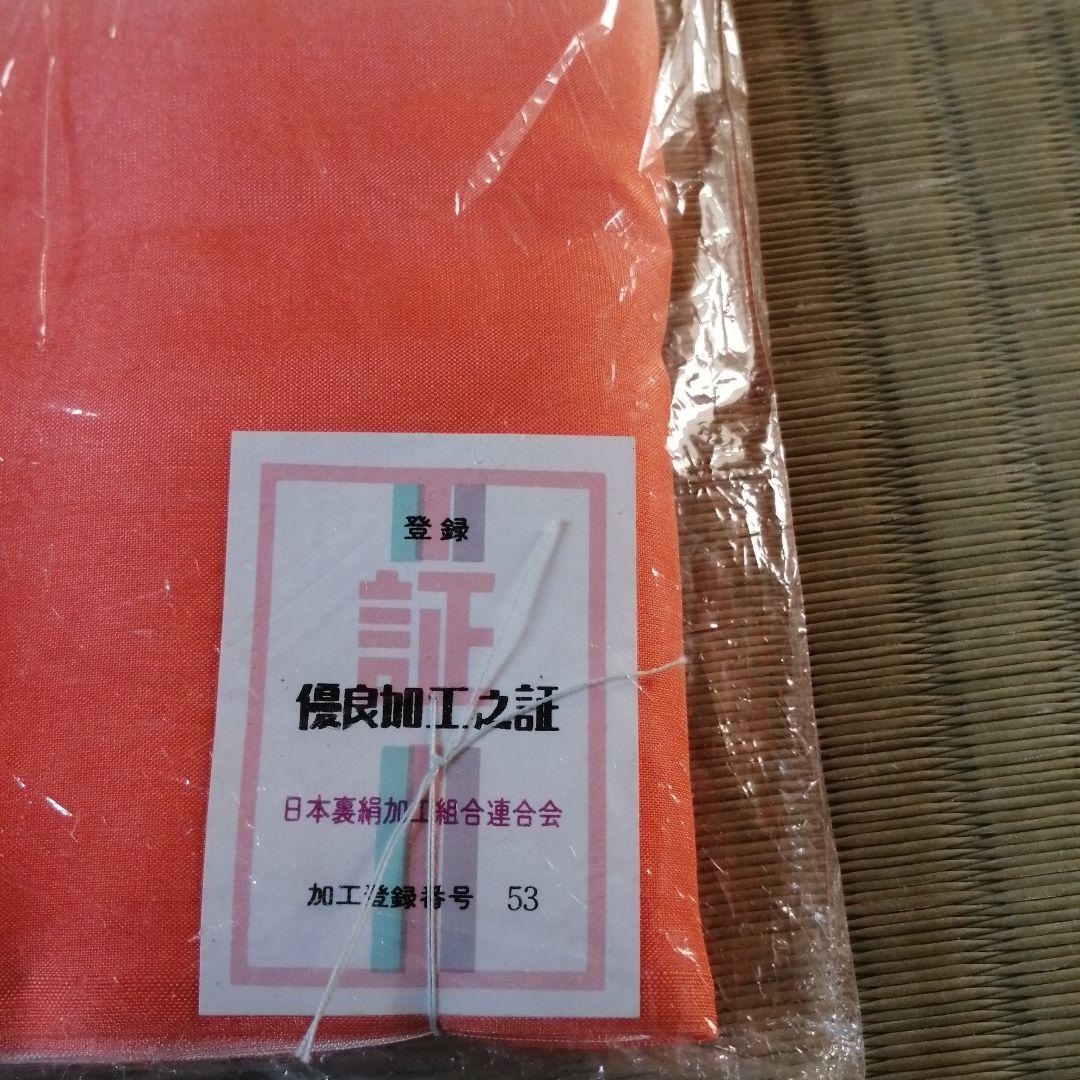 登録
証
優良加工之証
日本裏絹加工組合連合会
加工登録番号 53